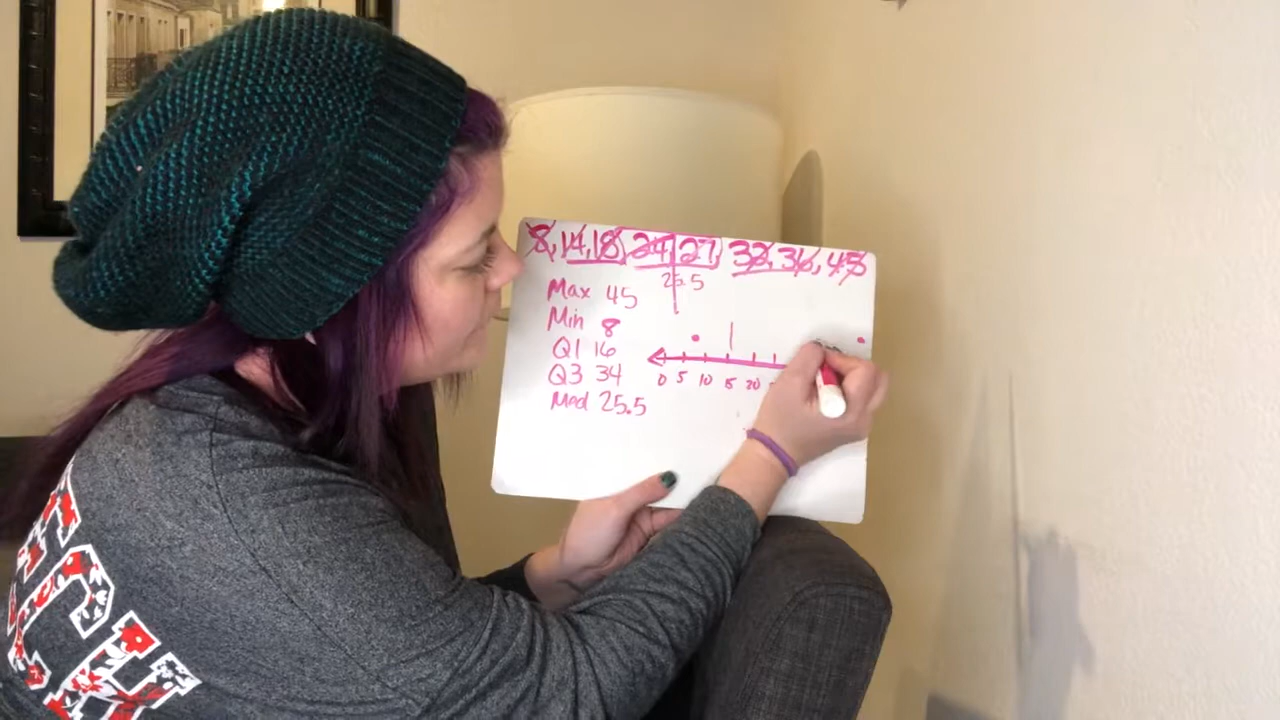 8, 14, 18, 24, 27, 32, 36, 45
25.5
Max 45
Min 8
Q1 16
Q3 34
Med 25.5
0 5 10 15 20